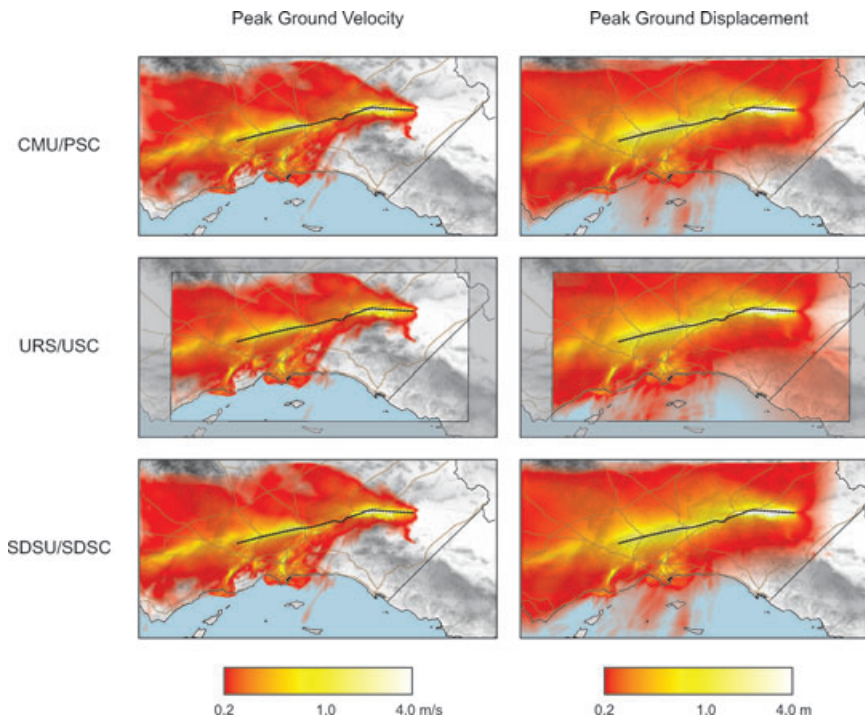 Peak Ground Velocity
Peak Ground Displacement
CMU/PSC
URS/USC
SDSU/SDSC
0.2 1.0 4.0 m/s
0.2 1.0 4.0 m